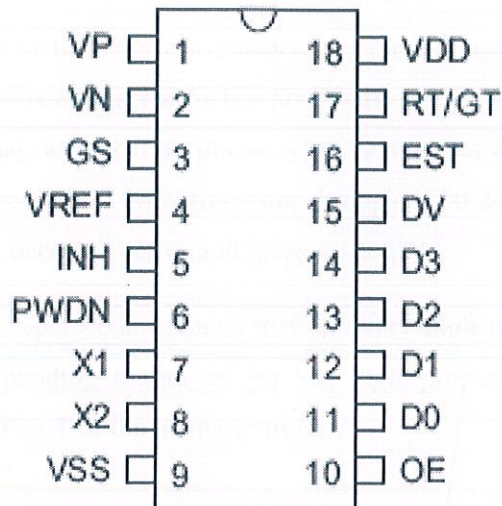 VP 1 18 VDD
VN 2 17 RT/GT
GS 3 16 EST
VREF 4 15 DV
INH 5 14 D3
PWDN 6 13 D2
X1 7 12 D1
X2 8 11 D0
VSS 9 10 OE